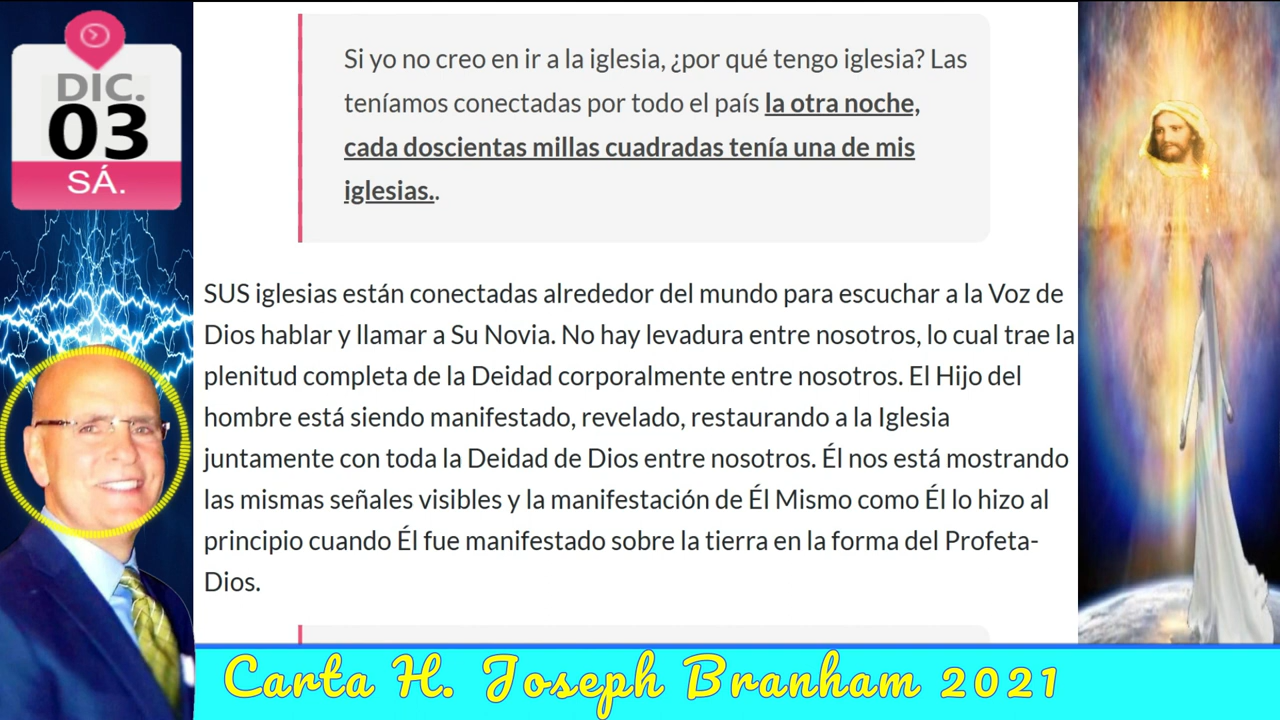 DIC.
03
SÁ.
Si yo no creo en ir a la iglesia, ¿por qué tengo iglesia? Las
teníamos conectadas por todo el país la otra noche,
cada doscientas millas cuadradas tenía una de mis
iglesias..
SUS iglesias están conectadas alrededor del mundo para escuchar a la Voz de
Dios hablar y llamar a Su Novia. No hay levadura entre nosotros, lo cual trae la
plenitud completa de la Deidad corporalmente entre nosotros. El Hijo del
hombre está siendo manifestado, revelado, restaurando a la Iglesia
juntamente con toda la Deidad de Dios entre nosotros. Él nos está mostrando
las mismas señales visibles y la manifestación de Él Mismo como Él lo hizo al
principio cuando Él fue manifestado sobre la tierra en la forma del Profeta-
Dios.
Carta H. Joseph Branham 2021